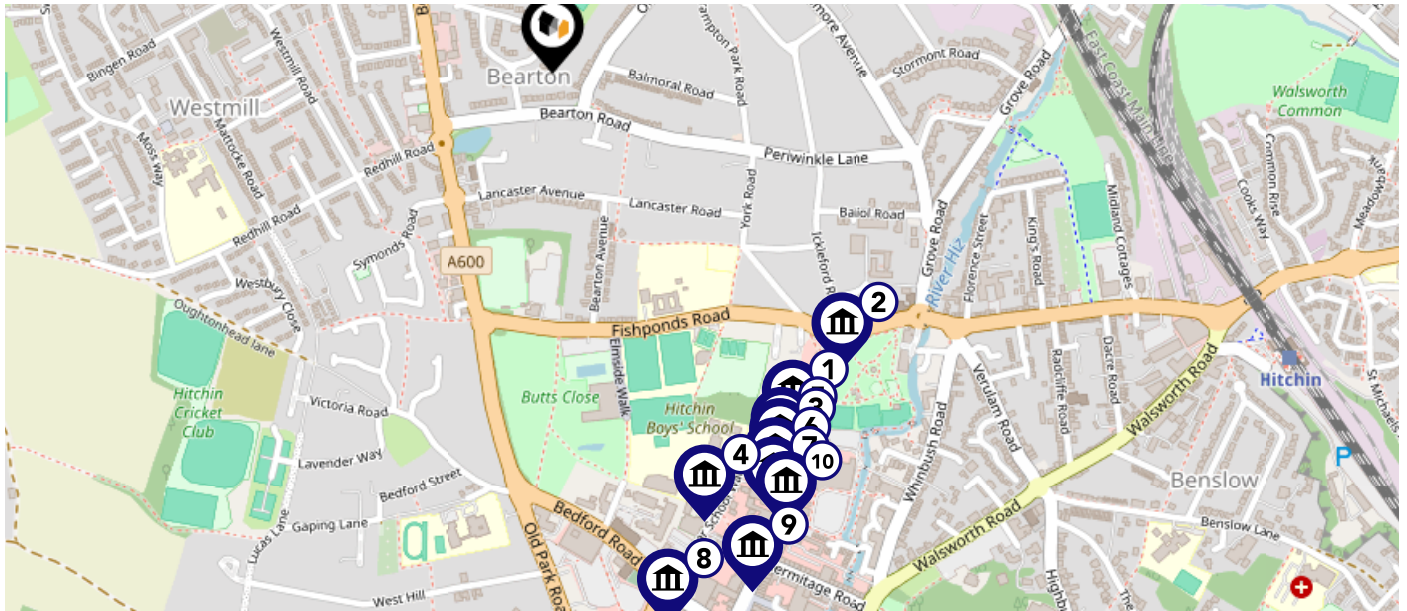 Bearton
Bingen Road
Westmill Road
Westmill
Mattocke Road
Moss Way
Redhill Road
Redhill Road
Balmoral Road
Bearton Road
Periwinkle Lane
Stormont Road
Grove Road
East Coast Main Line
Walsworth
Common
Common Rise
Cooks Way
Lancaster Avenue
Lancaster Road
York Road
Baiol Road
Grove Road
River Hiz
Florence Street
King's Road
Midland Cottages
Symonds Road
A600
Bearton Avenue
Westbury Close
Oughtonhead lane
Fishponds Road
Elmside Walk
Butts Close
Hitchin
Boys' School
Hitchin
Cricket
Club
Victoria Road
Lavender Way
Bedford Street
Gaping Lane
Lucas Lane
West Hill
Bedford Road
Old Park Roa
Verulam Road
Radcliffe Road
Dacre Road
Walsworth Road
Walsworth Road
Whinbush Road
Hitchin
P
Benslow
Benslow Lane
ermitage Road
The
2
1
3
6
7
4
10
9
8